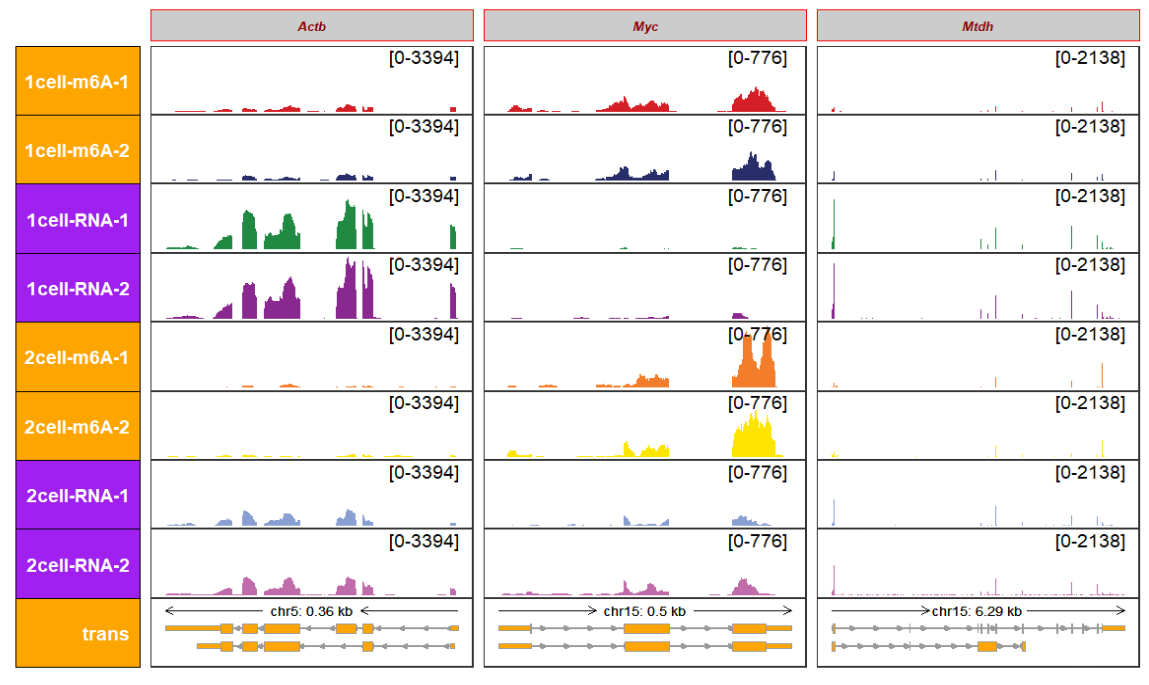 Actb Myc Mtdh
1cell-m6A-1 [0-3394] [0-776] [0-2138]
1cell-m6A-2 [0-3394] [0-776] [0-2138]
1cell-RNA-1 [0-3394] [0-776] [0-2138]
1cell-RNA-2 [0-3394] [0-776] [0-2138]
2cell-m6A-1 [0-3394] [0-776] [0-2138]
2cell-m6A-2 [0-3394] [0-776] [0-2138]
2cell-RNA-1 [0-3394] [0-776] [0-2138]
2cell-RNA-2 [0-3394] [0-776] [0-2138]
chr5: 0.36 kb chr15: 0.5 kb chr15: 6.29 kb
trans